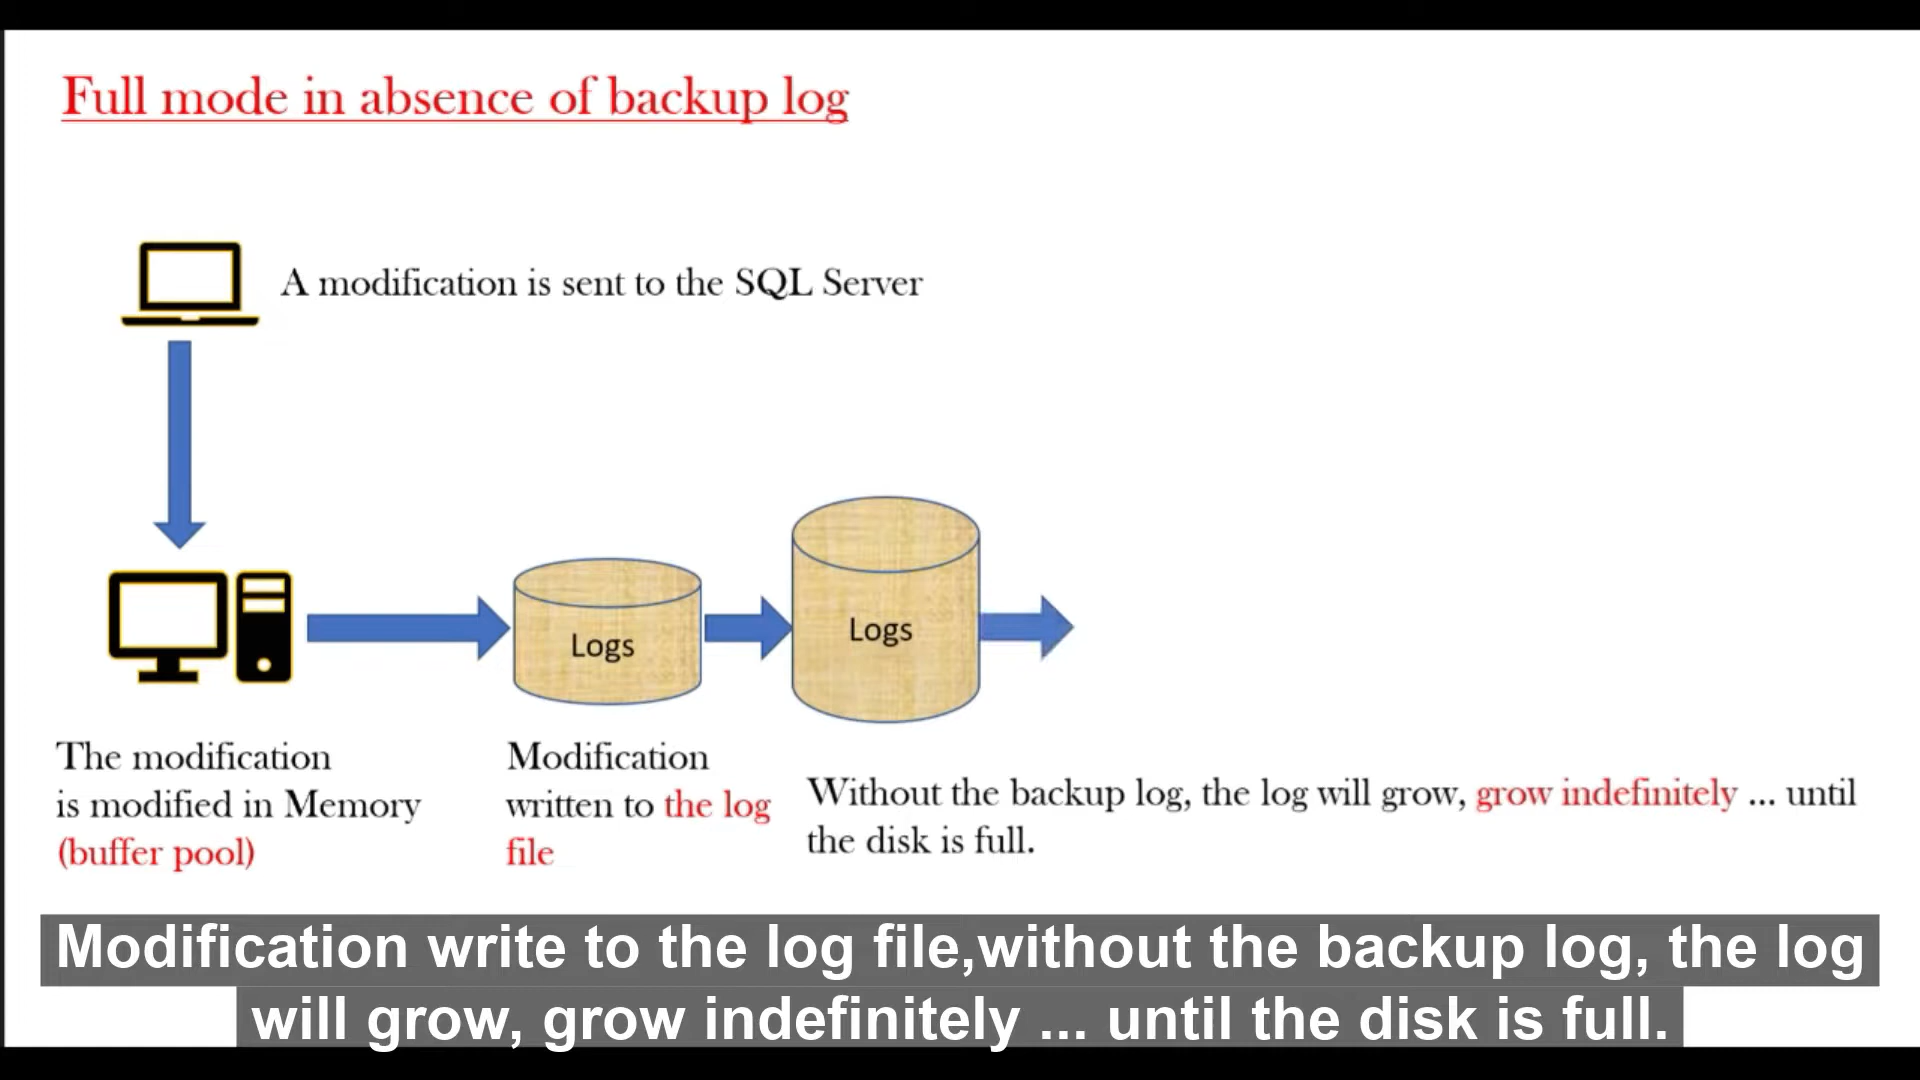 Full mode in absence of backup log
A modification is sent to the SQL Server
Logs
Logs
The modification
is modified in Memory
(buffer pool)
Modification
written to the log
file
Without the backup log, the log will grow, grow indefinitely ... until
the disk is full.
Modification write to the log file,without the backup log, the log
will grow, grow indefinitely ... until the disk is full.